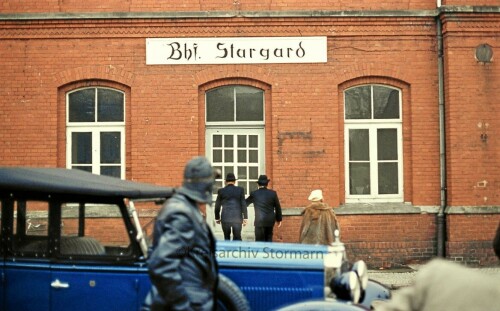 Bhf. Stargard
archiv Stormarn